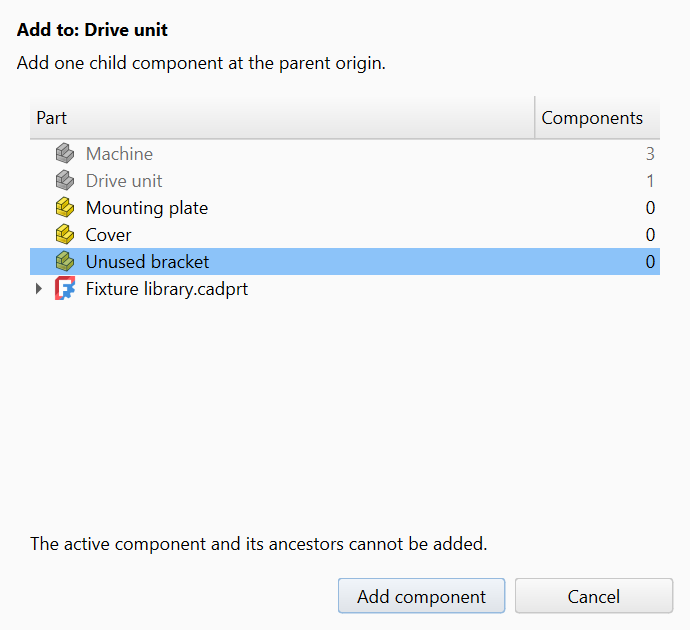 Add to: Drive unit
Add one child component at the parent origin.
Part Components
Machine 3
Drive unit 1
Mounting plate 0
Cover 0
Unused bracket 0
Fixture library.cadprt
The active component and its ancestors cannot be added.
Add component Cancel